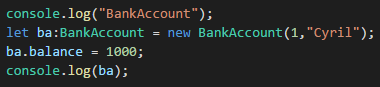 console.log("BankAccount");
let ba:BankAccount = new BankAccount(1,"Cyril");
ba.balance = 1000;
console.log(ba);